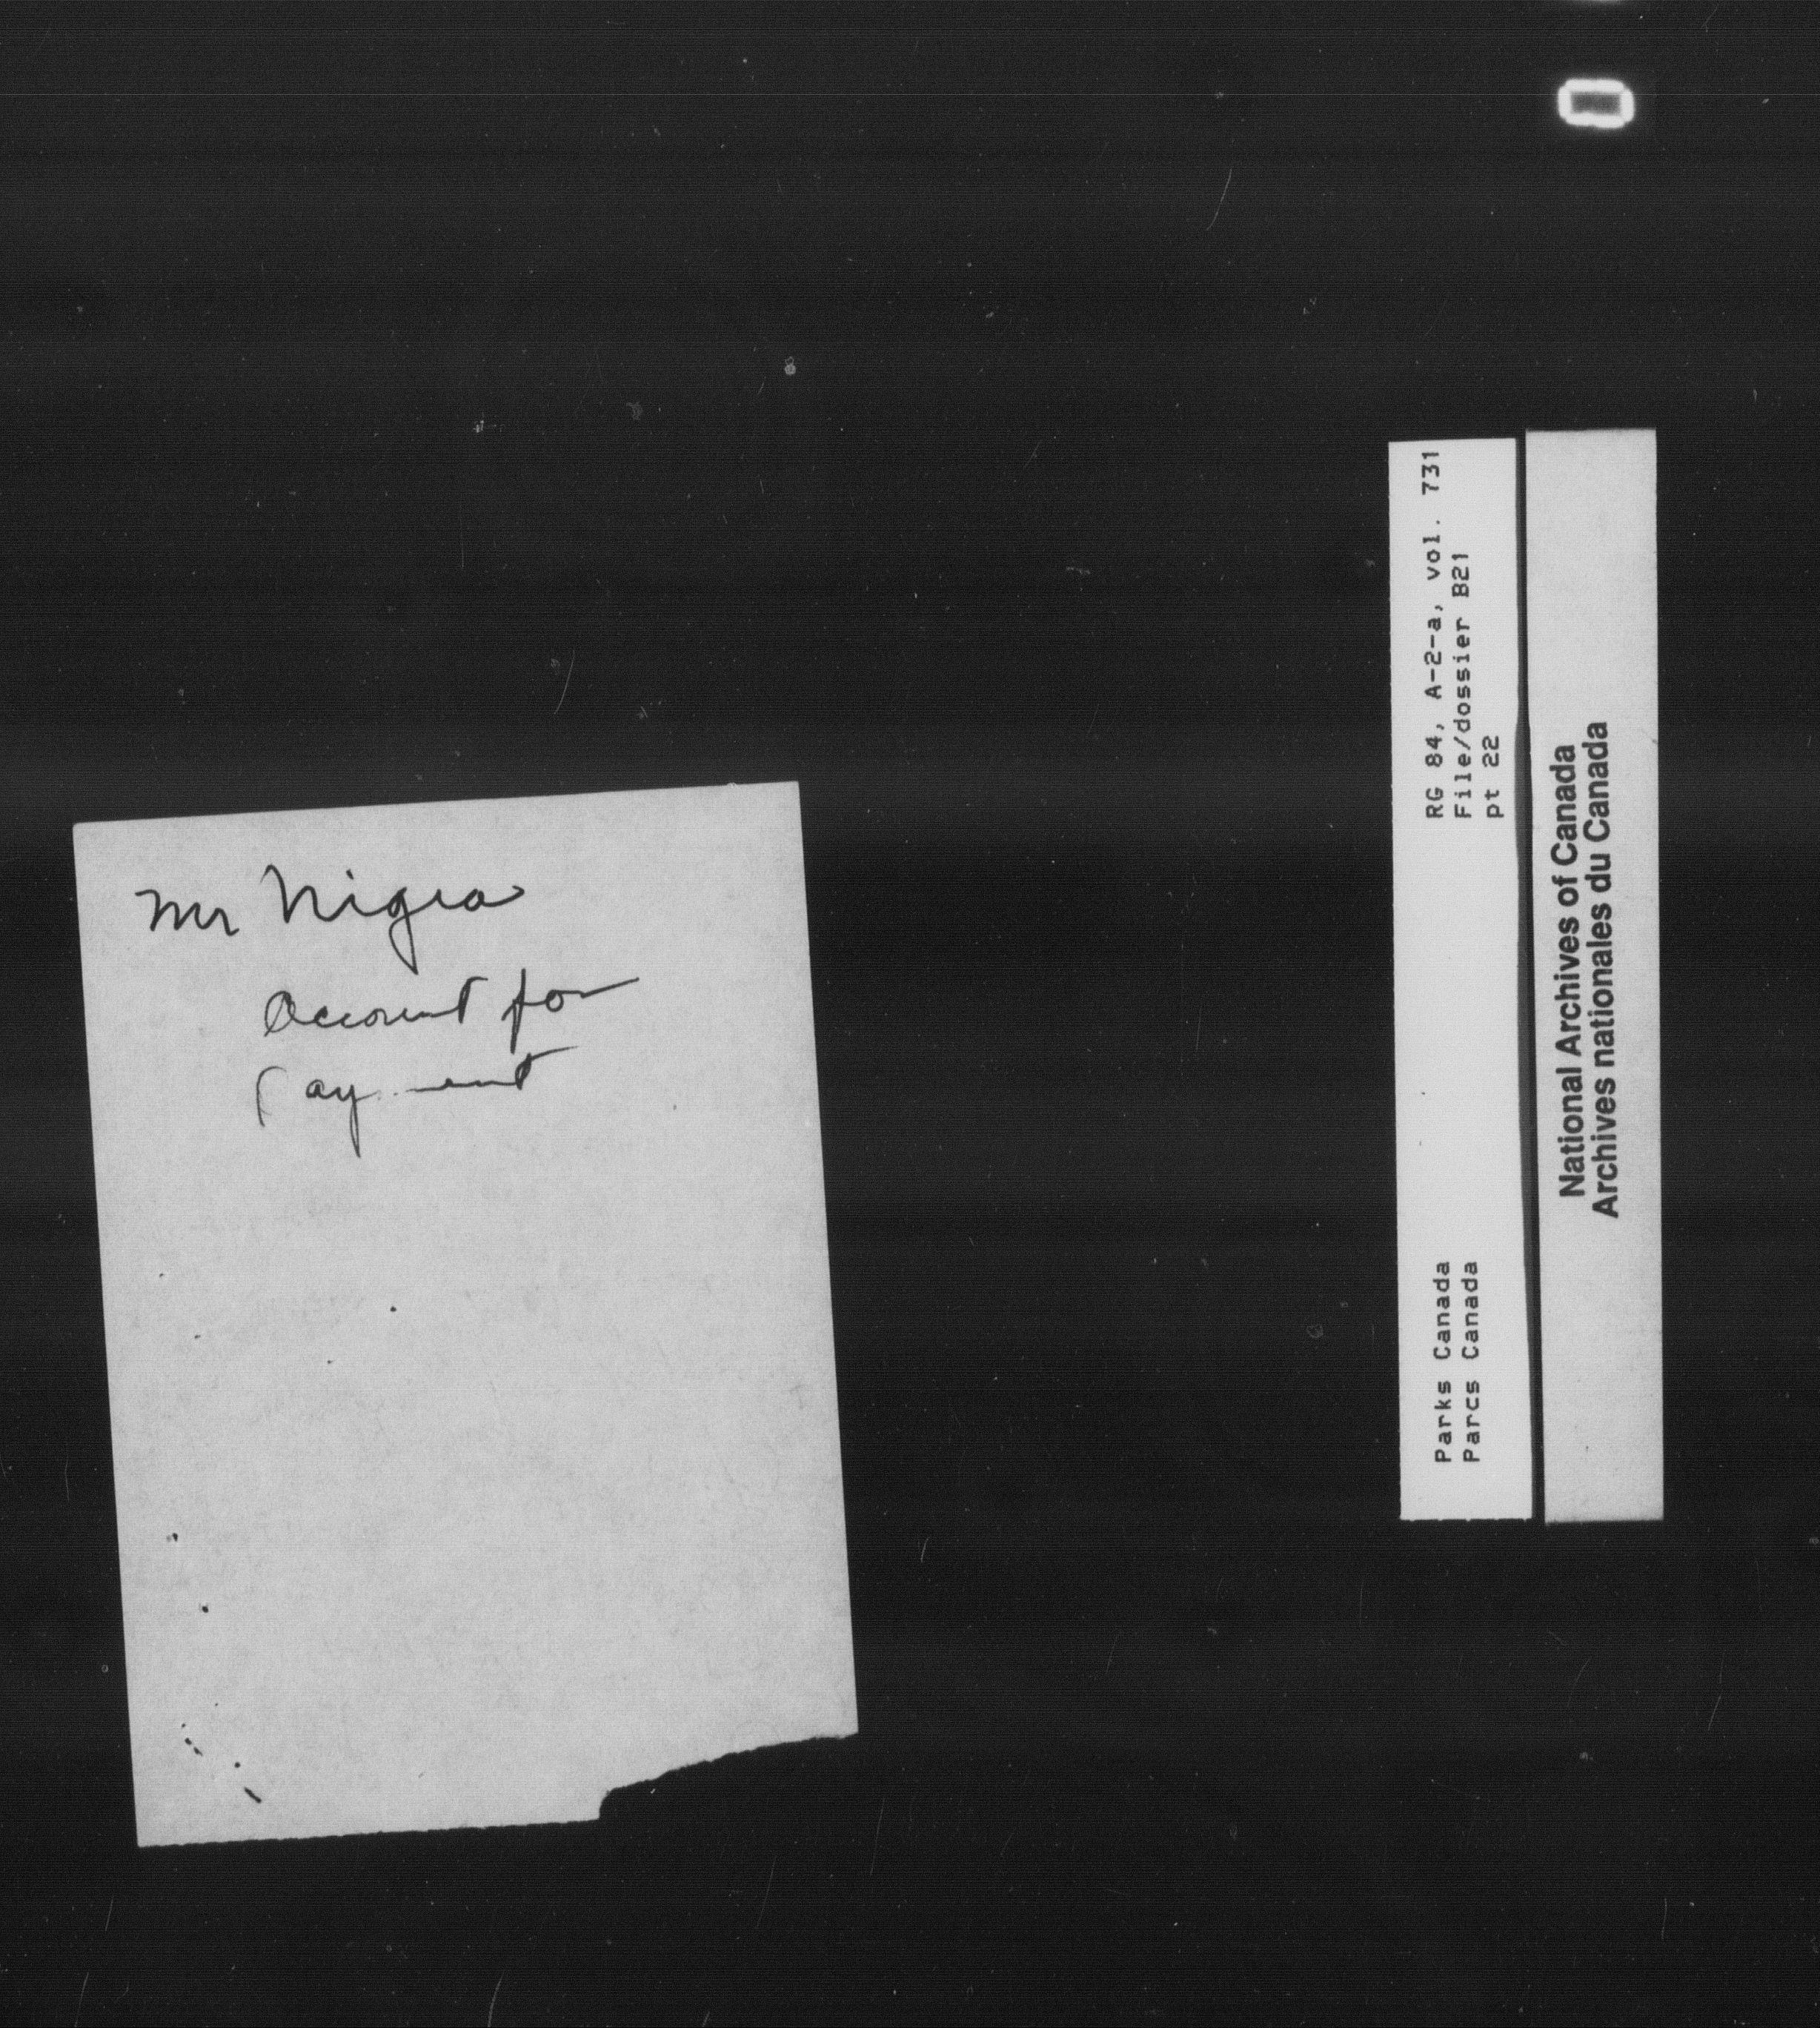 Mr Nigra
Account for
Payment
RG 84, A-2-a, vol. 731
File/dossier B21
pt 22
Parks Canada
Parcs Canada
National Archives of Canada
Archives nationales du Canada